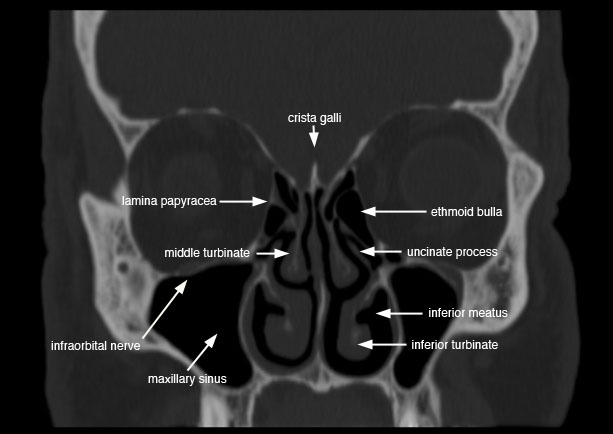 crista galli
lamina papyracea
ethmoid bulla
middle turbinate
uncinate process
inferior meatus
infraorbital nerve
inferior turbinate
maxillary sinus